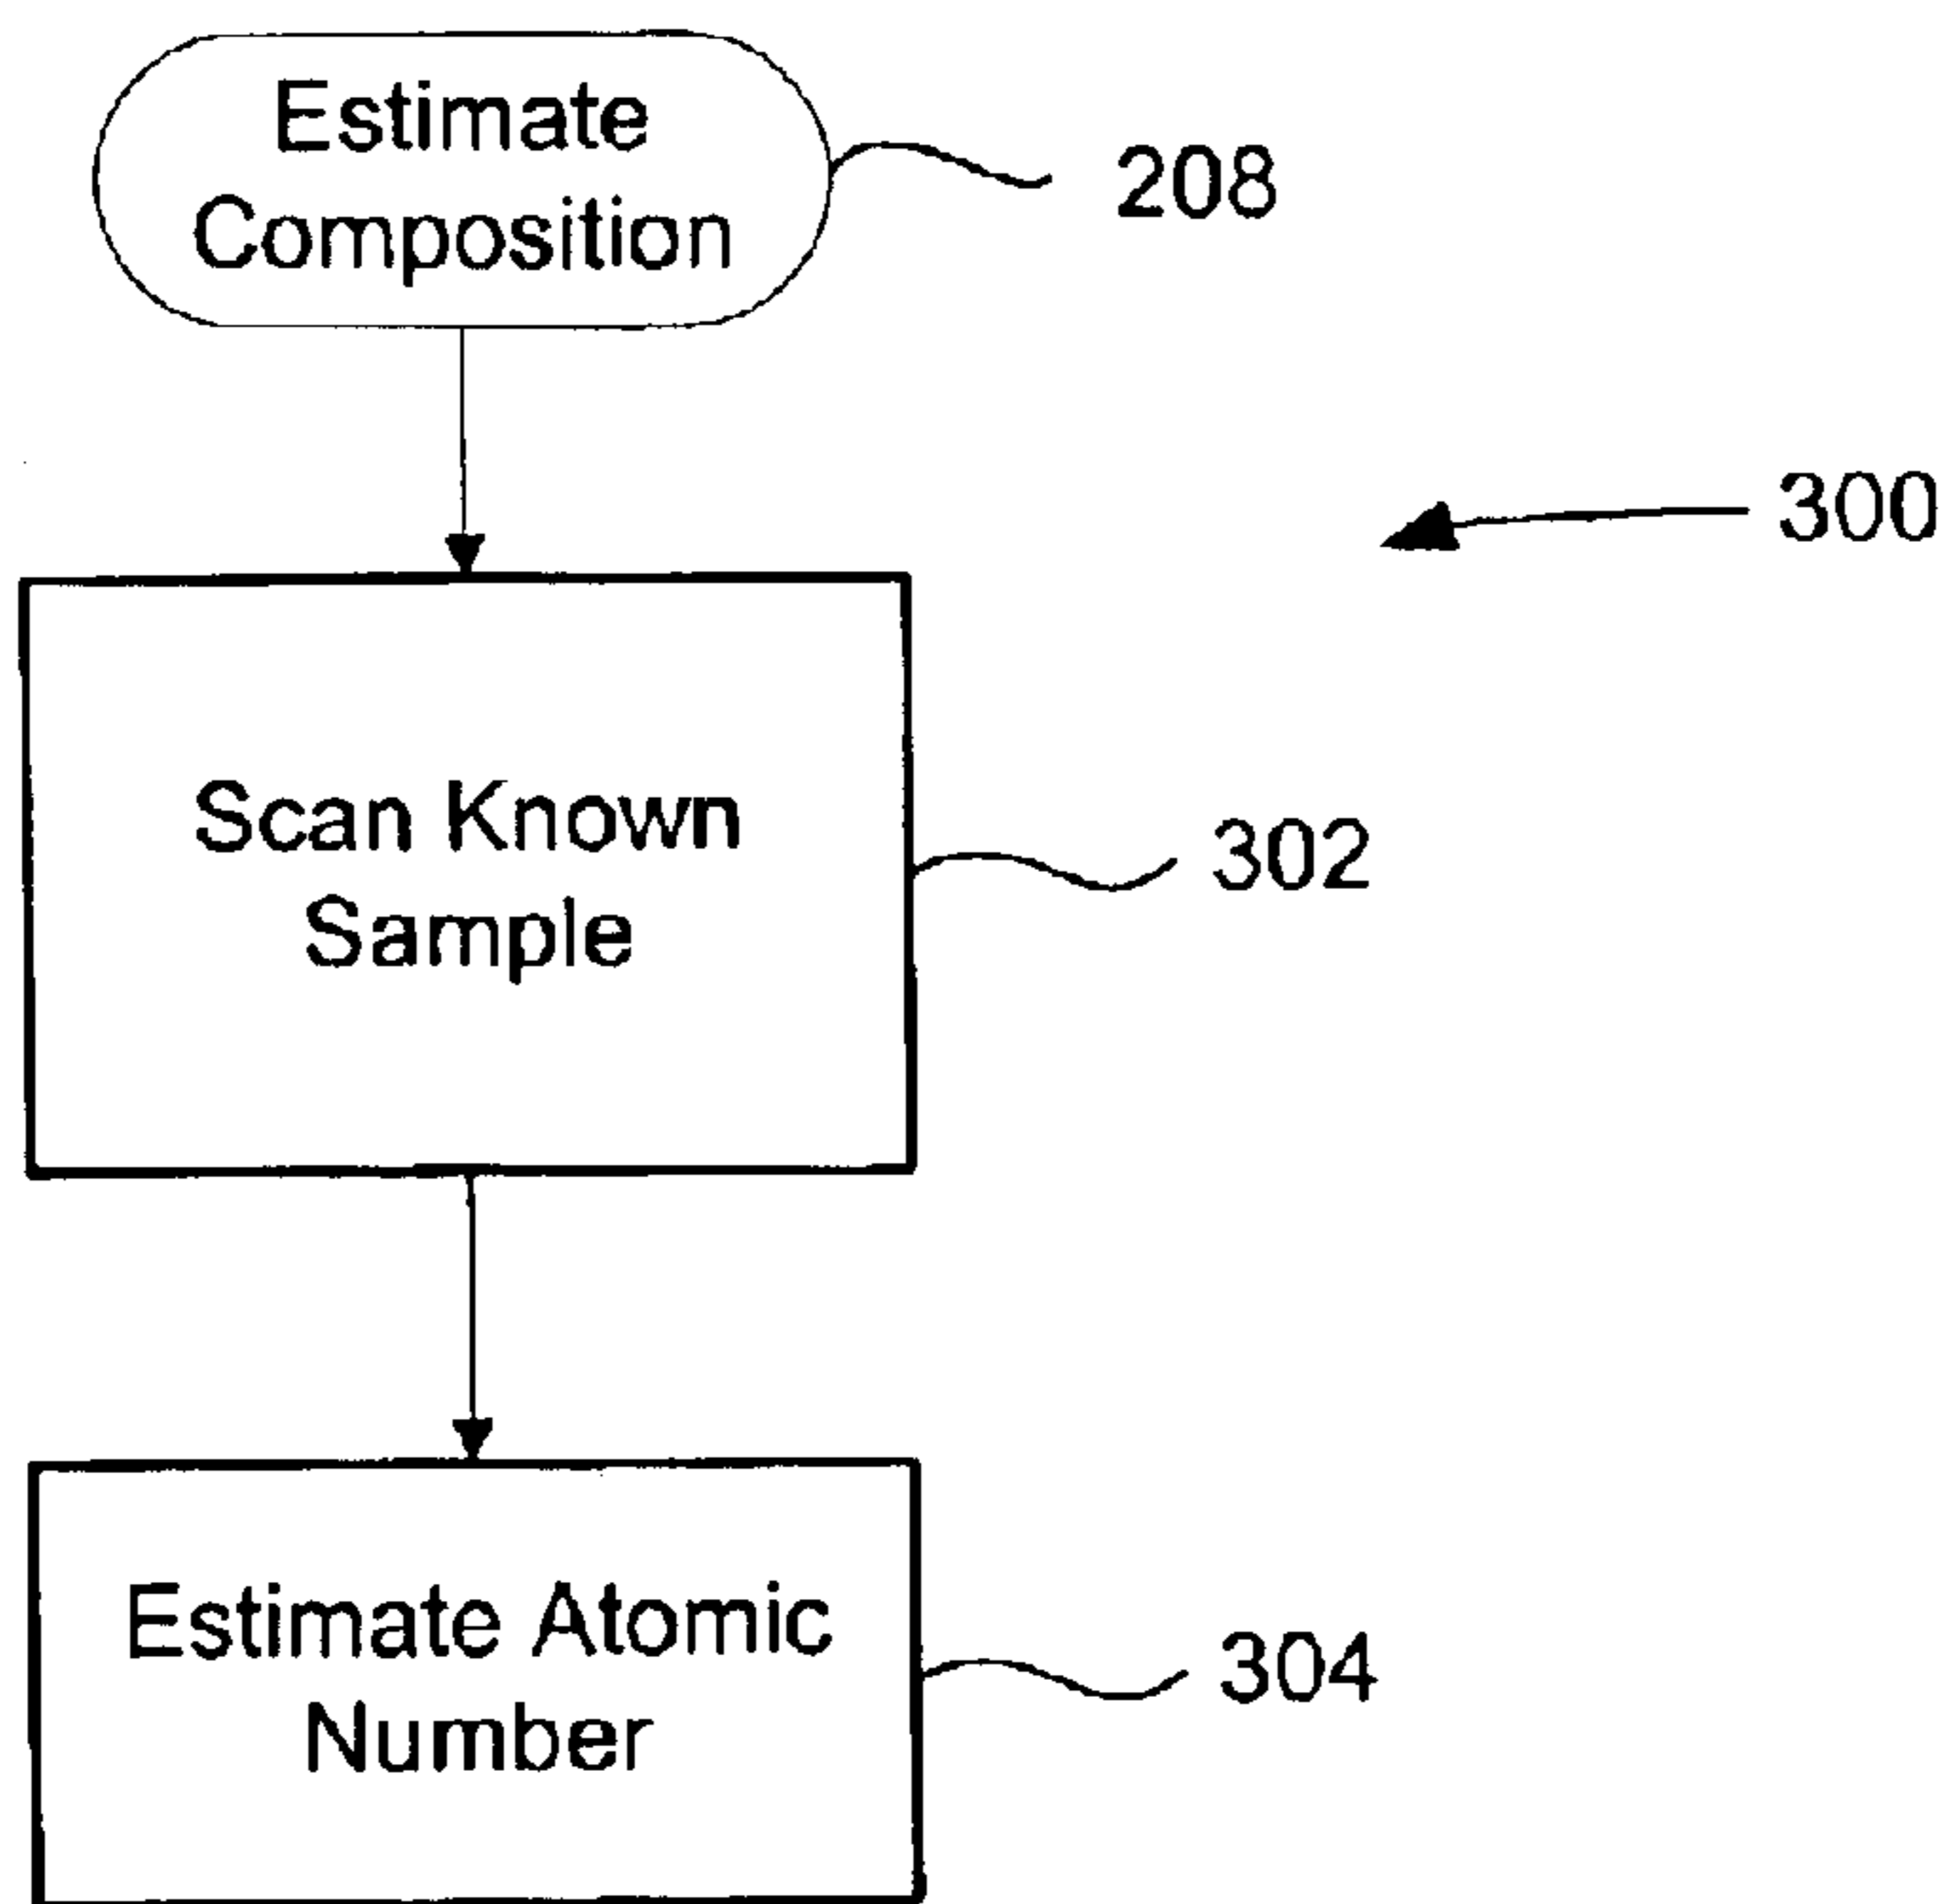 Estimate
Composition
208
300
Scan Known
Sample
302
Estimate Atomic
Number
304